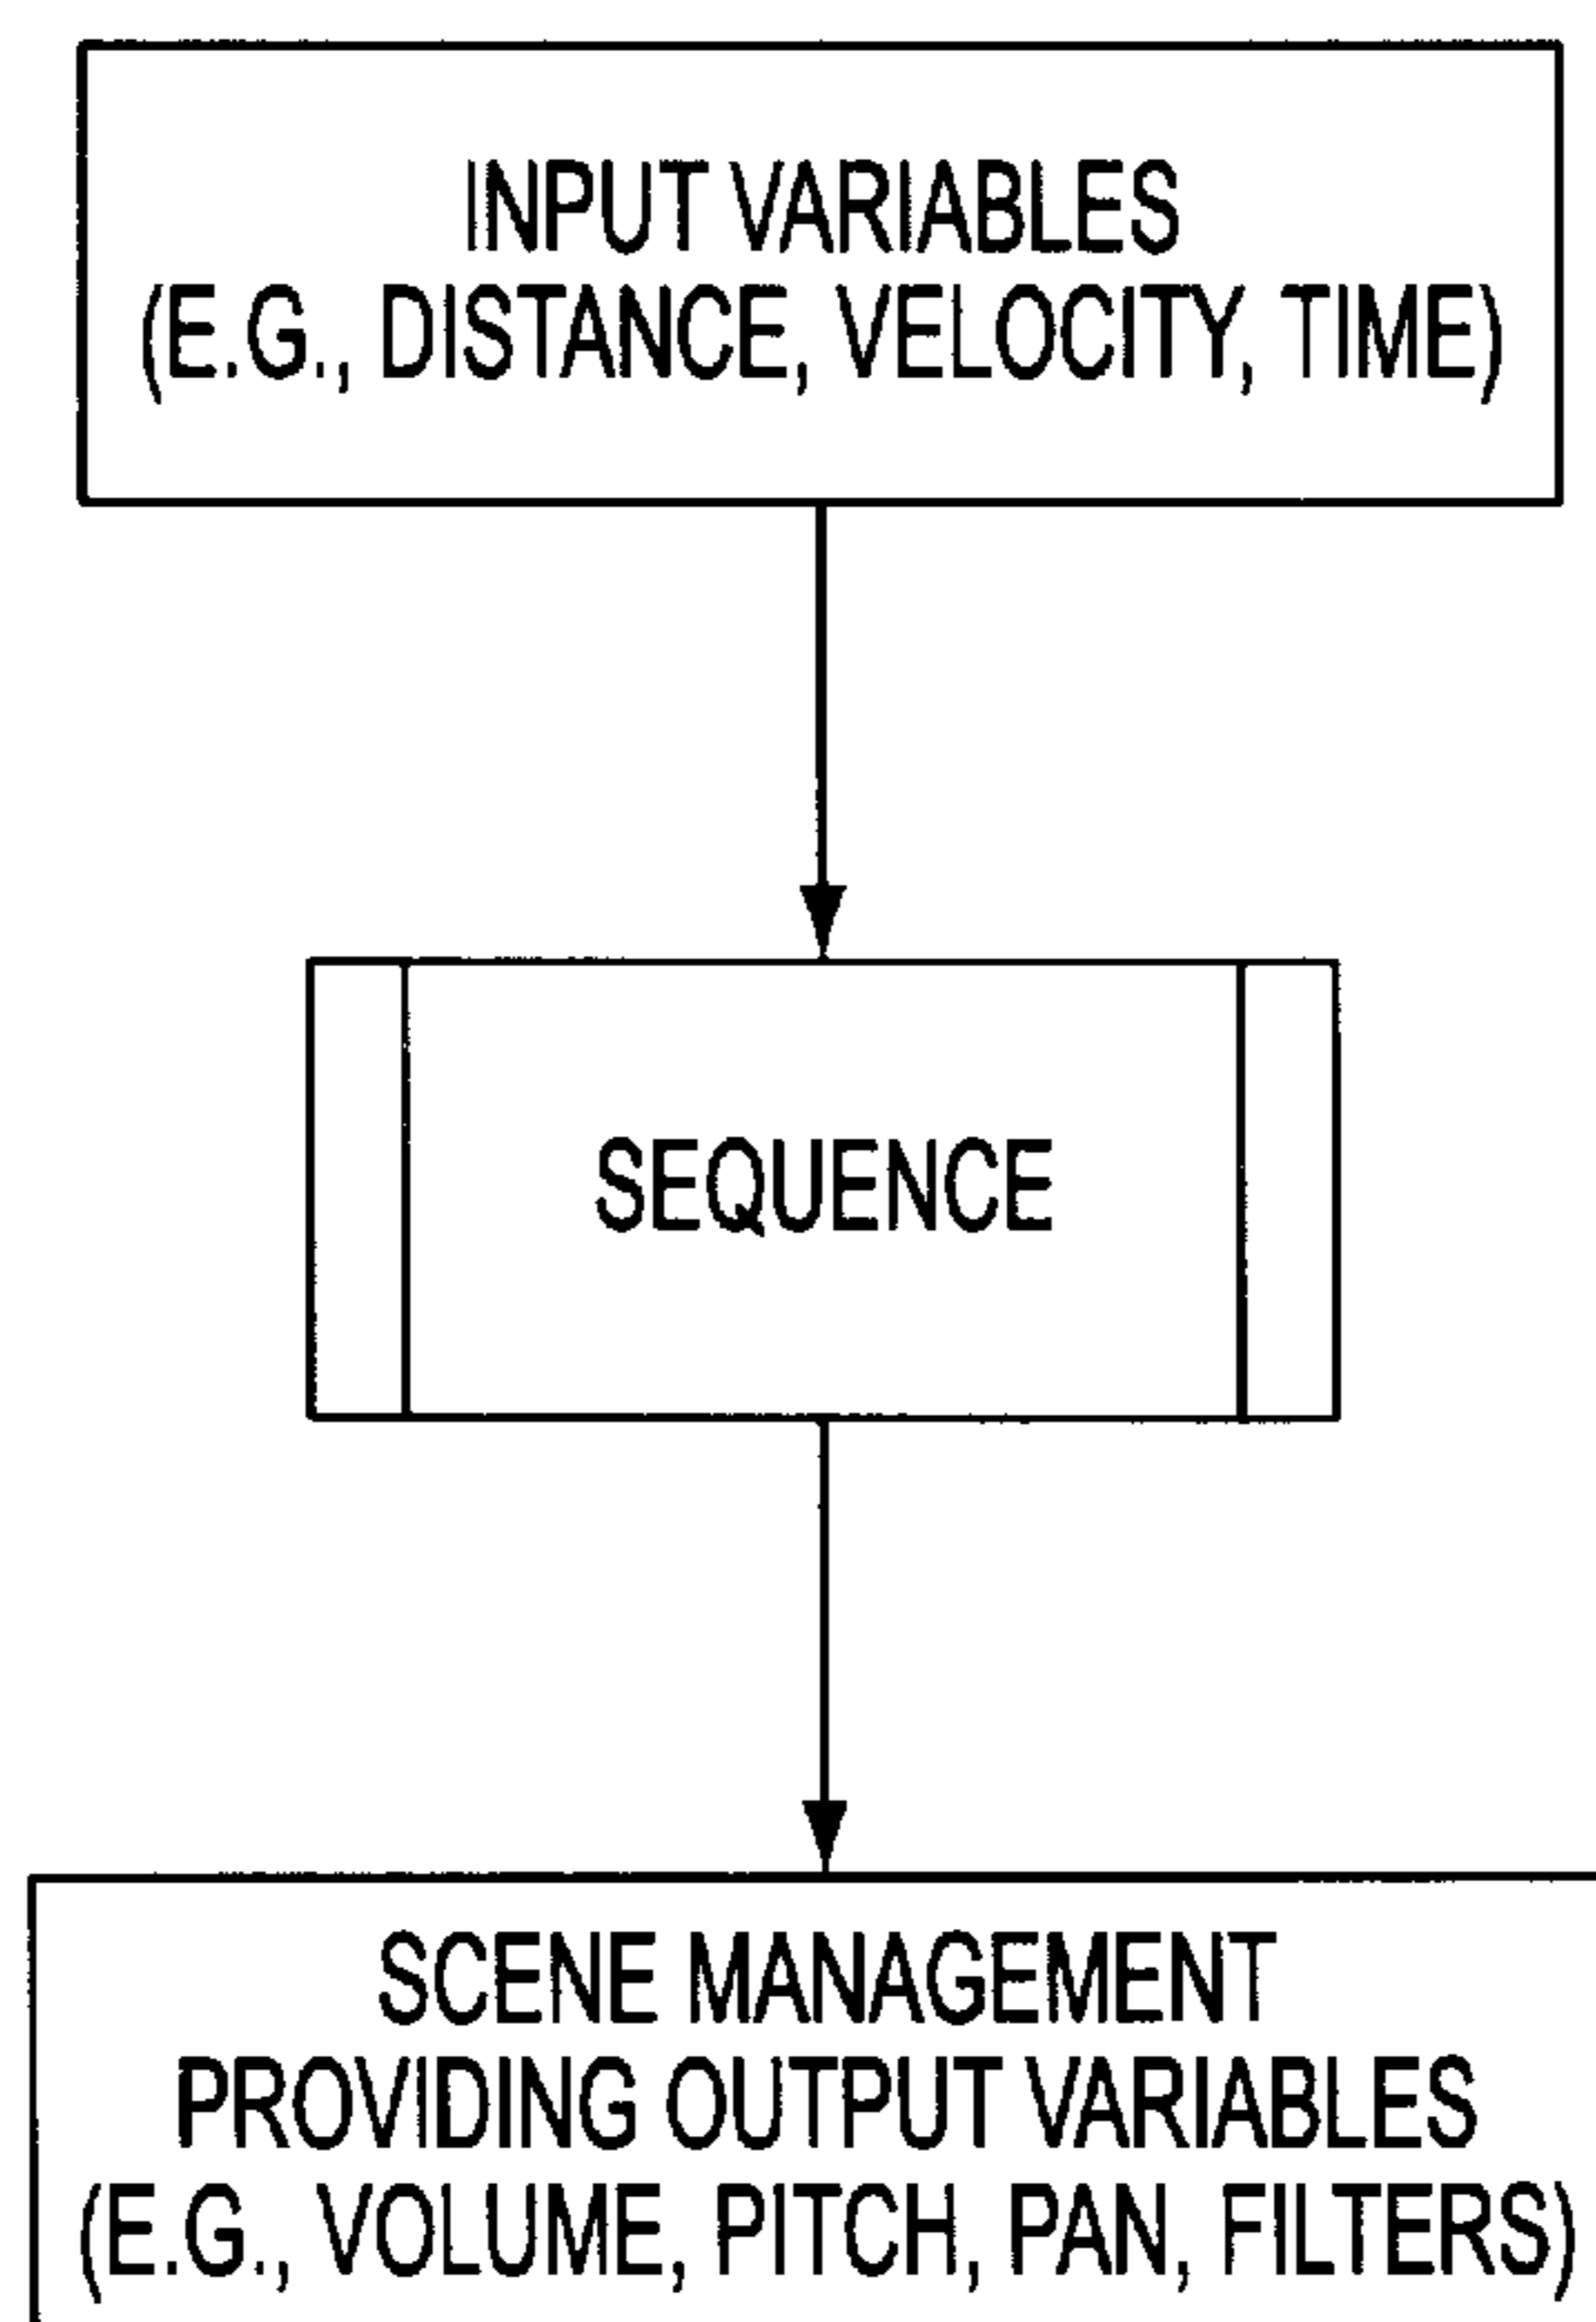 INPUT VARIABLES
(E.G., DISTANCE, VELOCITY, TIME)
SEQUENCE
SCENE MANAGEMENT
PROVIDING OUTPUT VARIABLES
(E.G., VOLUME, PITCH, PAN, FILTERS)